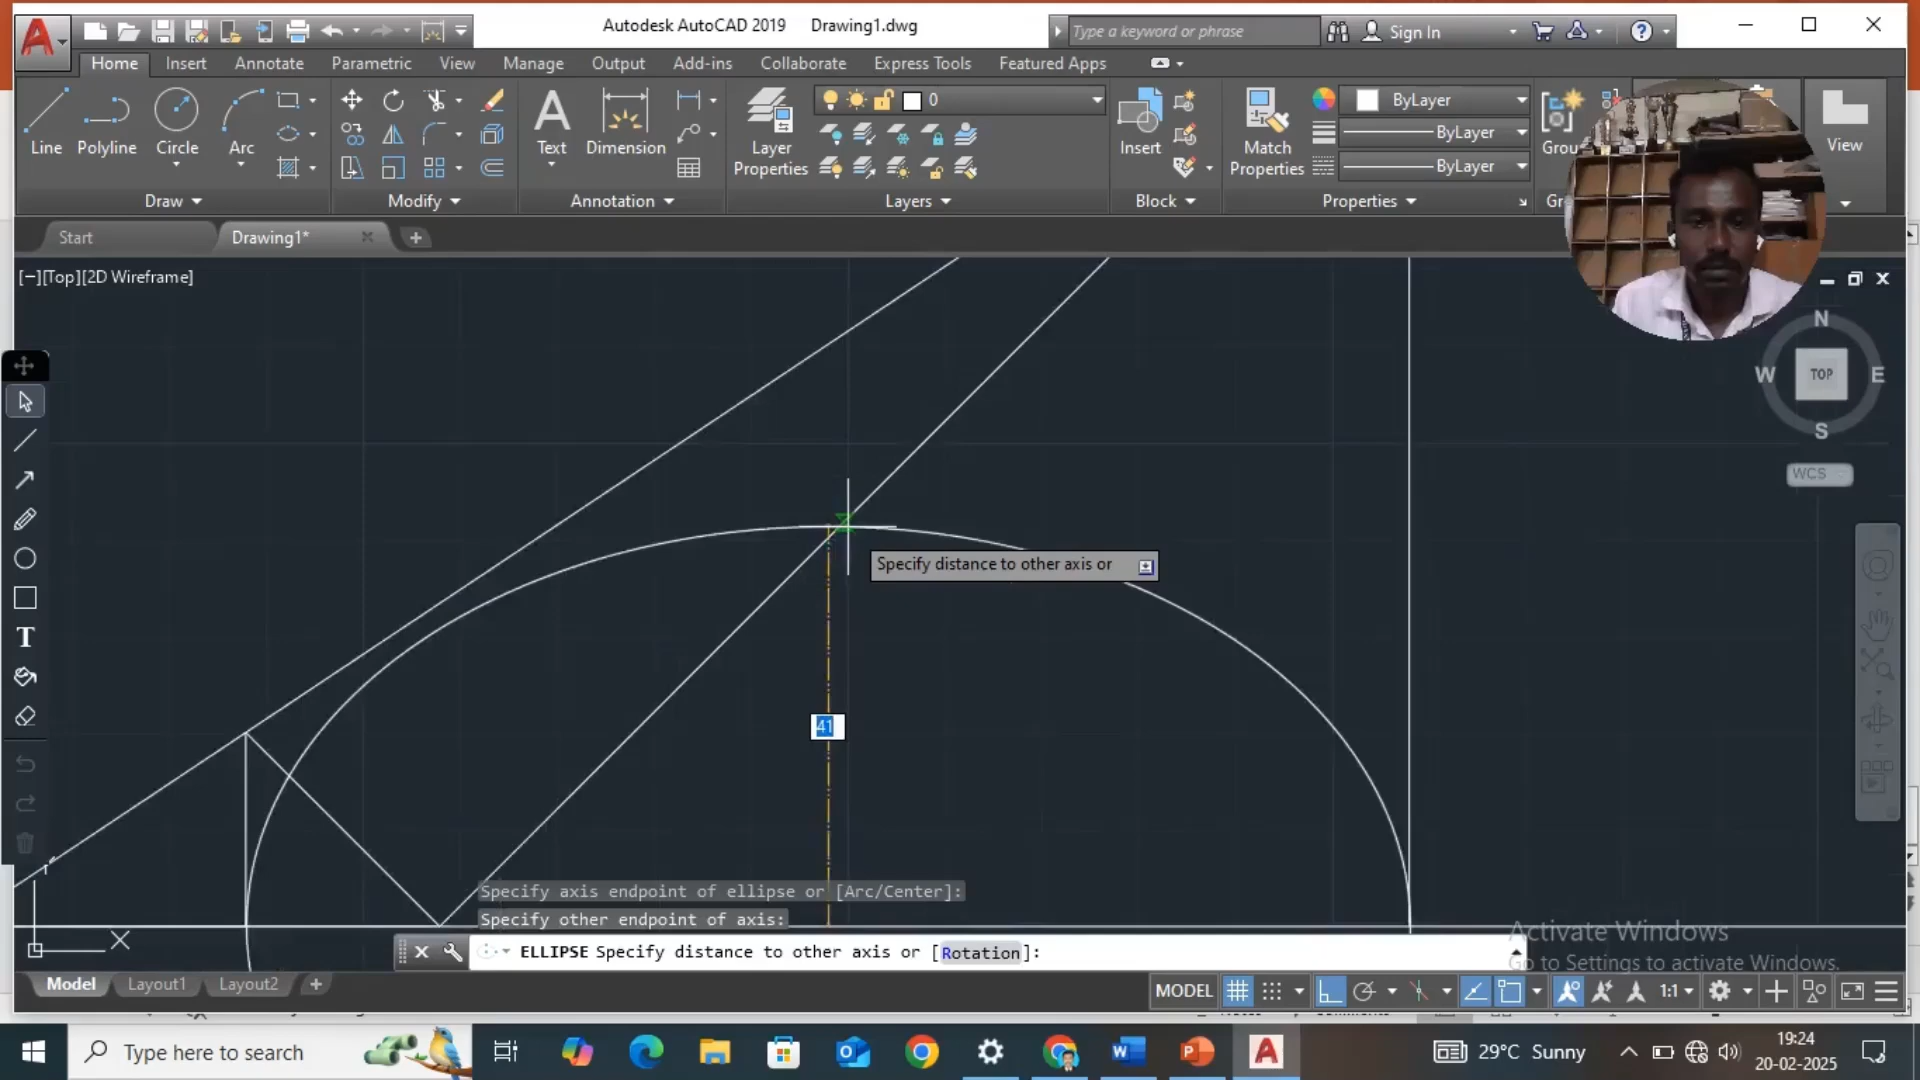 Autodesk AutoCAD 2019 Drawing1.dwg
Type a keyword or phrase
Sign In
Home Insert Annotate Parametric View Manage Output Add-ins Collaborate Express Tools Featured Apps
0
ByLayer
Line Polyline Circle Arc
Text Dimension
Layer Properties
Insert
Match Properties
ByLayer
ByLayer
Grou
View
Draw Modify Annotation Layers Block Properties Gr
Start Drawing1*
[−][Top][2D Wireframe]
N
W TOP E
S
WCS
Specify distance to other axis or
T
41
Specify axis endpoint of ellipse or [Arc/Center]:
Specify other endpoint of axis:
X
ELLIPSE Specify distance to other axis or [Rotation]:
Activate Windows
Go to Settings to activate Windows.
Model Layout1 Layout2 +
MODEL 1:1
Type here to search
29°C Sunny
19:24
20-02-2025